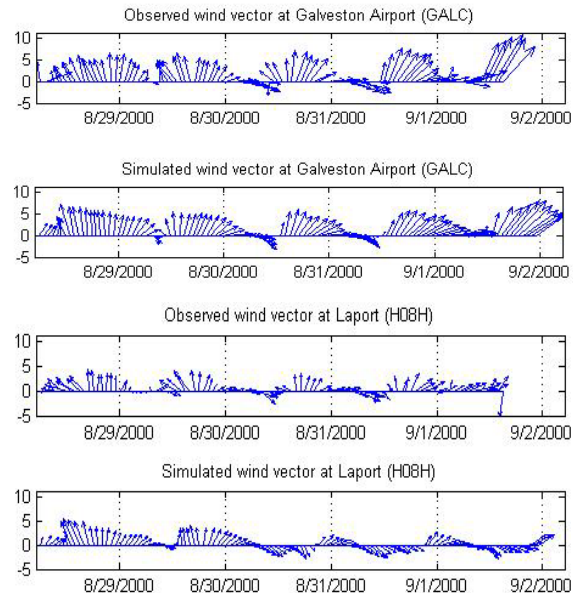 Observed wind vector at Galveston Airport (GALC)
10
5
0
-5
8/29/2000 8/30/2000 8/31/2000 9/1/2000 9/2/2000
Simulated wind vector at Galveston Airport (GALC)
10
5
0
-5
8/29/2000 8/30/2000 8/31/2000 9/1/2000 9/2/2000
Observed wind vector at Laport (H08H)
10
5
0
-5
8/29/2000 8/30/2000 8/31/2000 9/1/2000 9/2/2000
Simulated wind vector at Laport (H08H)
10
5
0
-5
8/29/2000 8/30/2000 8/31/2000 9/1/2000 9/2/2000